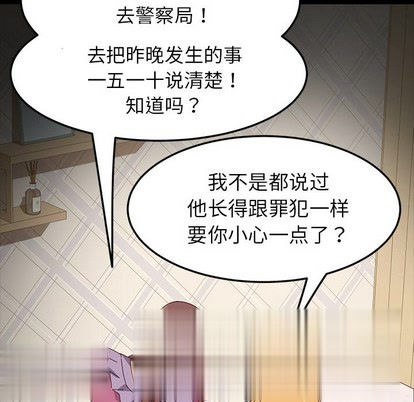 去警察局！
去把昨晚发生的事
一五一十说清楚！
知道吗？
我不是都说过
他长得跟罪犯一样
要你小心一点了？